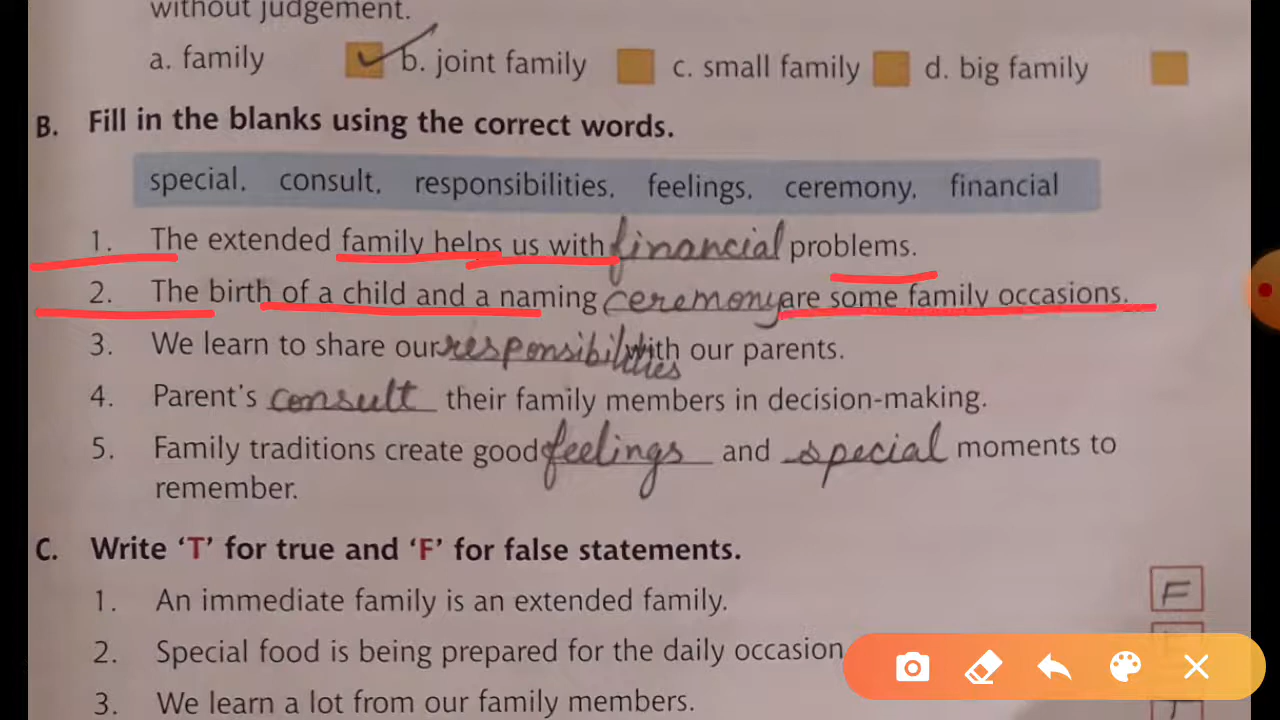 without judgement.
a. family b. joint family c. small family d. big family
B. Fill in the blanks using the correct words.
special, consult, responsibilities, feelings, ceremony, financial
1. The extended family helps us with financial problems.
2. The birth of a child and a naming ceremony are some family occasions.
3. We learn to share our responsibilities with our parents.
4. Parent's consult their family members in decision-making.
5. Family traditions create good feelings and special moments to
remember.
C. Write 'T' for true and 'F' for false statements.
1. An immediate family is an extended family. F
2. Special food is being prepared for the daily occasion
3. We learn a lot from our family members.